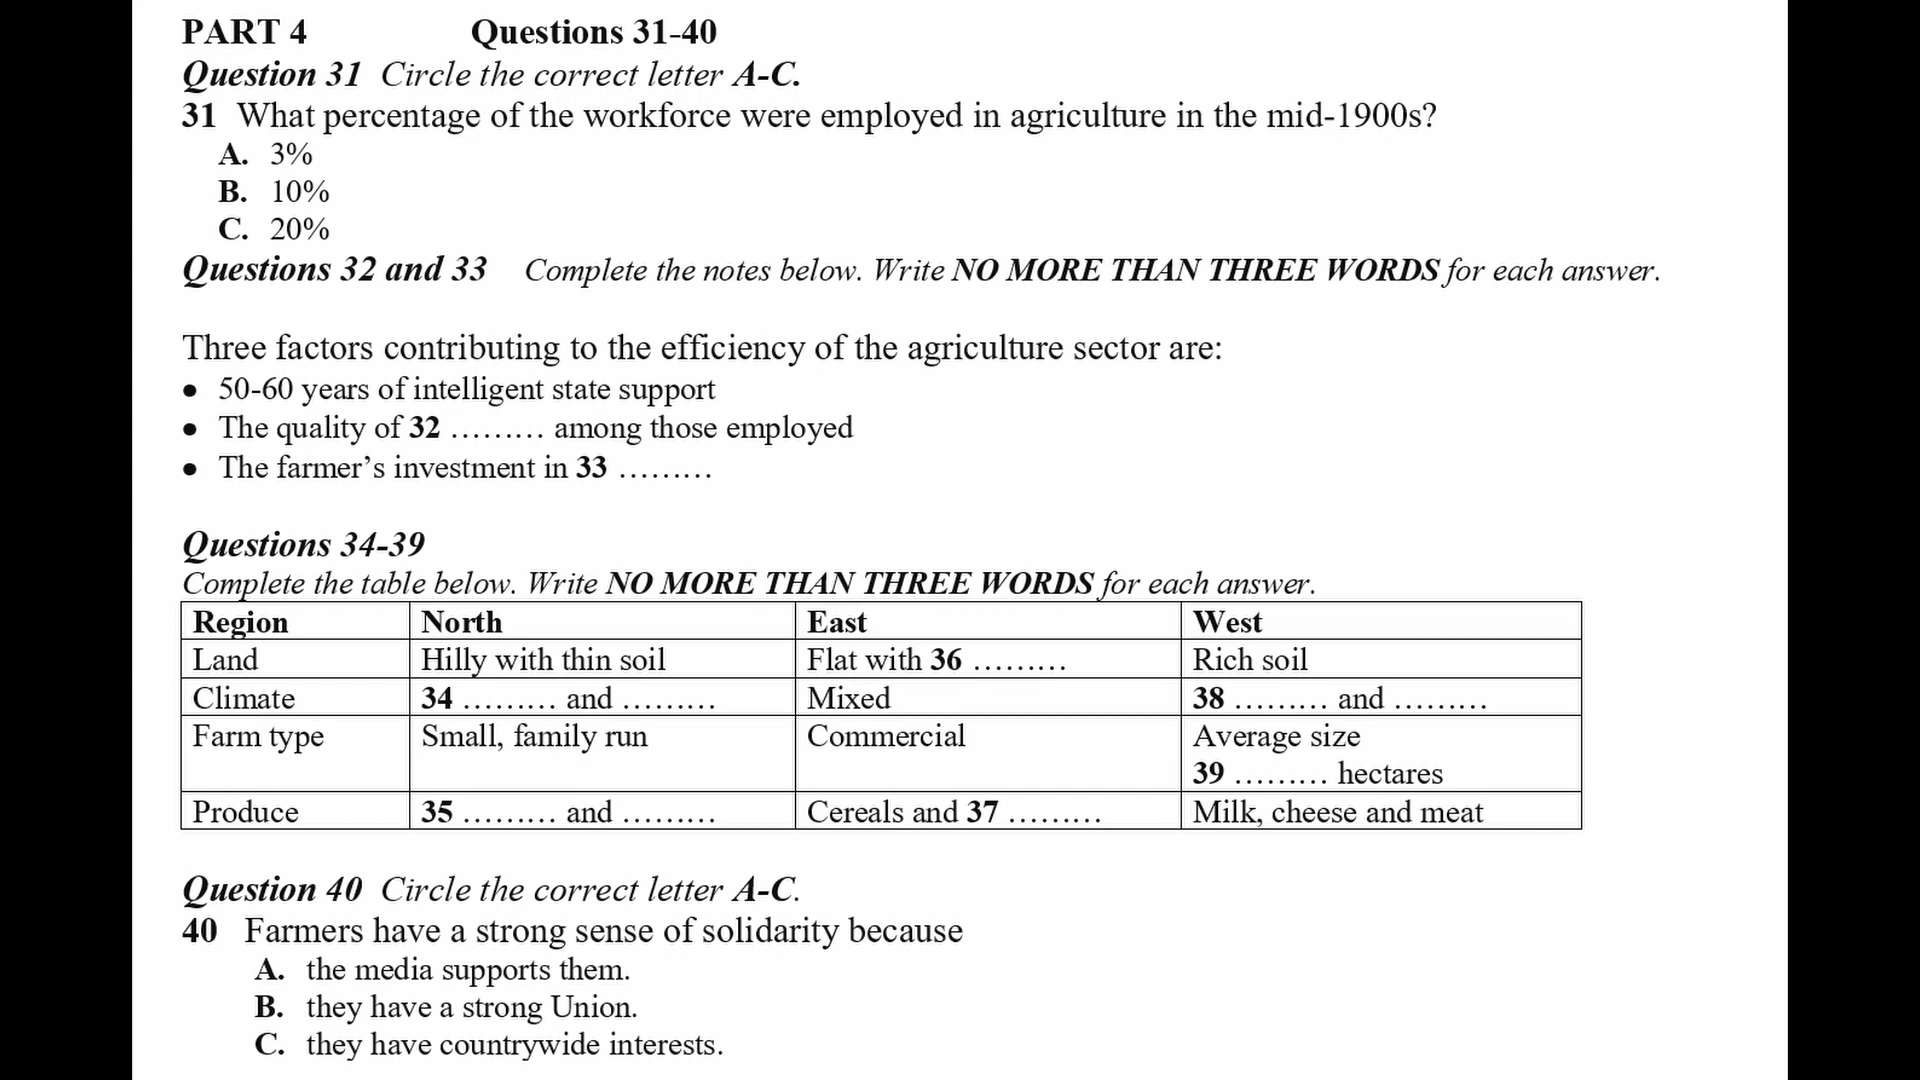 PART 4 Questions 31-40
Question 31 Circle the correct letter A-C.
31 What percentage of the workforce were employed in agriculture in the mid-1900s?
A. 3%
B. 10%
C. 20%
Questions 32 and 33 Complete the notes below. Write NO MORE THAN THREE WORDS for each answer.
Three factors contributing to the efficiency of the agriculture sector are:
• 50-60 years of intelligent state support
• The quality of 32 ……… among those employed
• The farmer’s investment in 33 ………
Questions 34-39
Complete the table below. Write NO MORE THAN THREE WORDS for each answer.
Region North East West
Land Hilly with thin soil Flat with 36 ……… Rich soil
Climate 34 ……… and ……… Mixed 38 ……… and ………
Farm type Small, family run Commercial Average size
39 ……… hectares
Produce 35 ……… and ……… Cereals and 37 ……… Milk, cheese and meat
Question 40 Circle the correct letter A-C.
40 Farmers have a strong sense of solidarity because
A. the media supports them.
B. they have a strong Union.
C. they have countrywide interests.